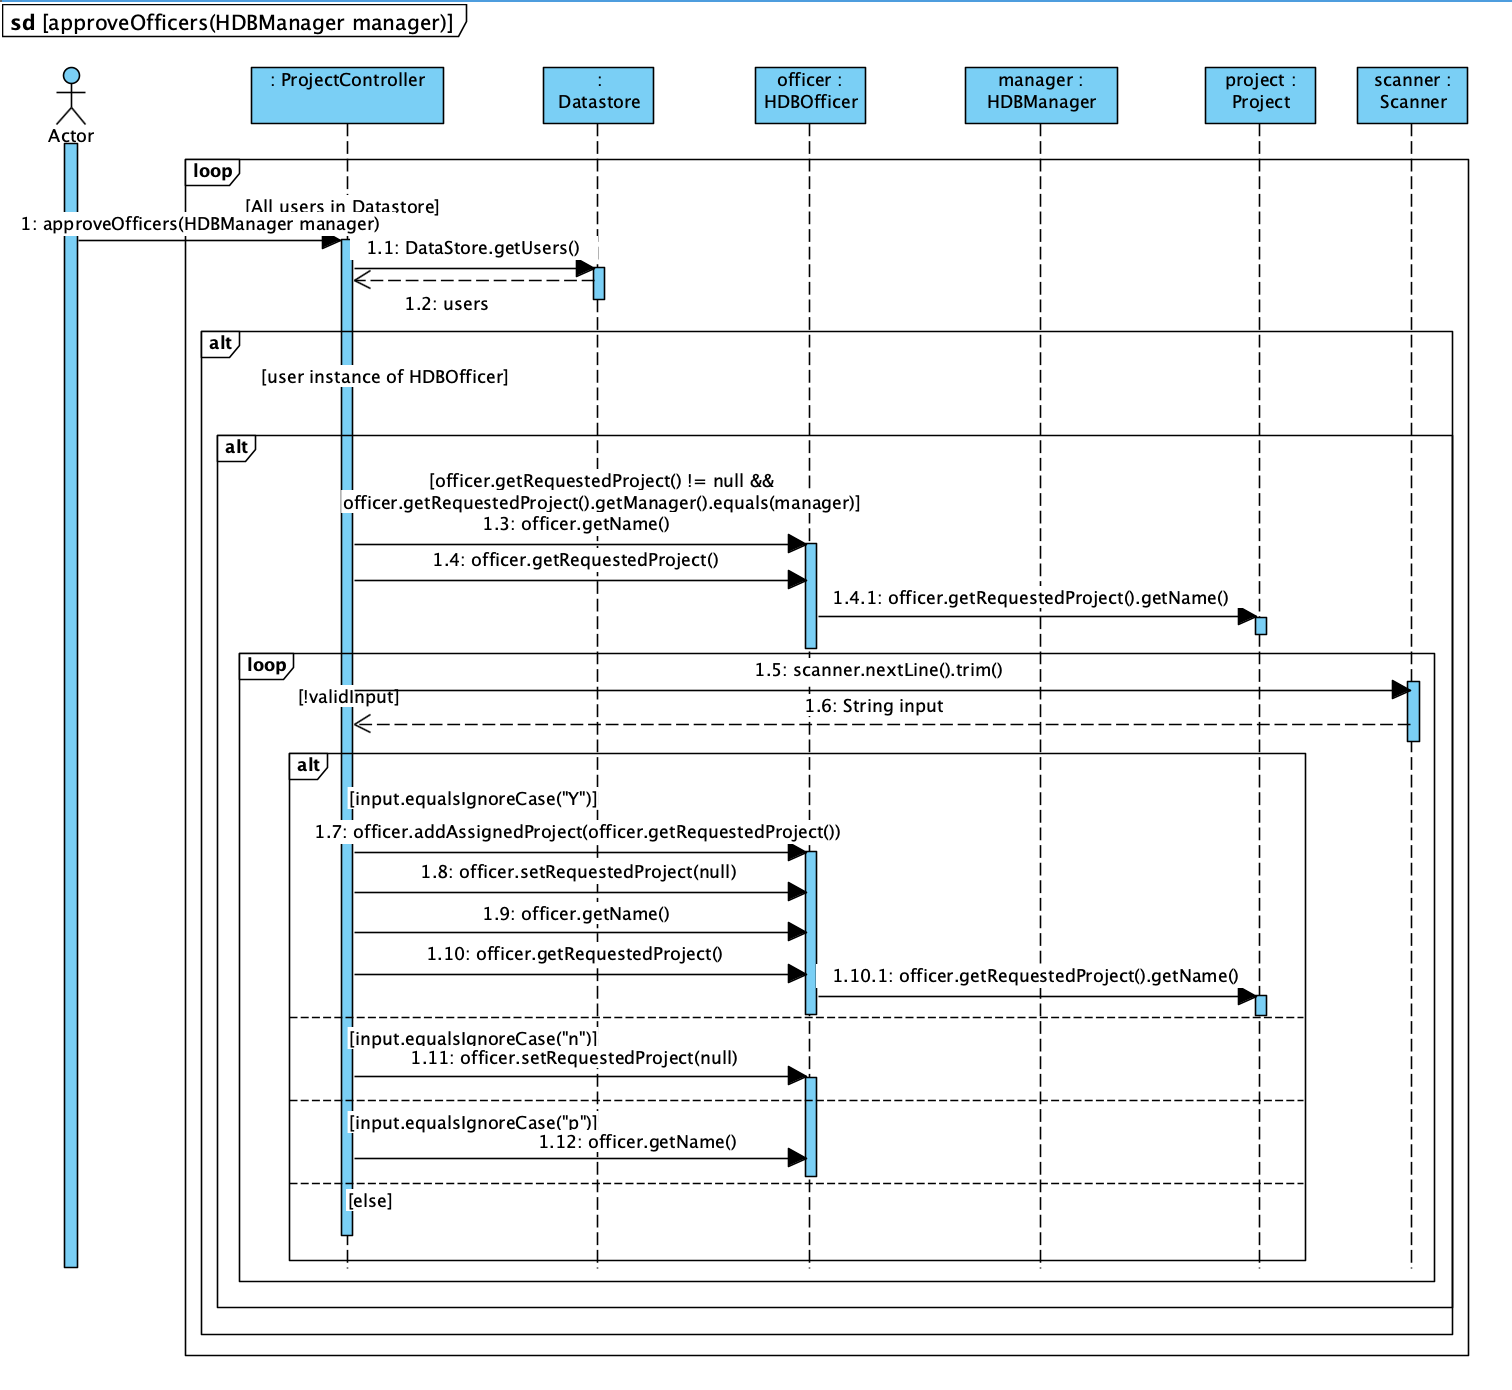 sd [approveOfficers(HDBManager manager)]
Actor
: ProjectController
:
Datastore
officer :
HDBOfficer
manager :
HDBManager
project :
Project
scanner :
Scanner
loop
[All users in Datastore]
1: approveOfficers(HDBManager manager)
1.1: DataStore.getUsers()
1.2: users
alt
[user instance of HDBOfficer]
alt
[officer.getRequestedProject() != null &&
officer.getRequestedProject().getManager().equals(manager)]
1.3: officer.getName()
1.4: officer.getRequestedProject()
1.4.1: officer.getRequestedProject().getName()
loop
1.5: scanner.nextLine().trim()
[!validInput]
1.6: String input
alt
[input.equalsIgnoreCase("Y")]
1.7: officer.addAssignedProject(officer.getRequestedProject())
1.8: officer.setRequestedProject(null)
1.9: officer.getName()
1.10: officer.getRequestedProject()
1.10.1: officer.getRequestedProject().getName()
[input.equalsIgnoreCase("n")]
1.11: officer.setRequestedProject(null)
[input.equalsIgnoreCase("p")]
1.12: officer.getName()
[else]